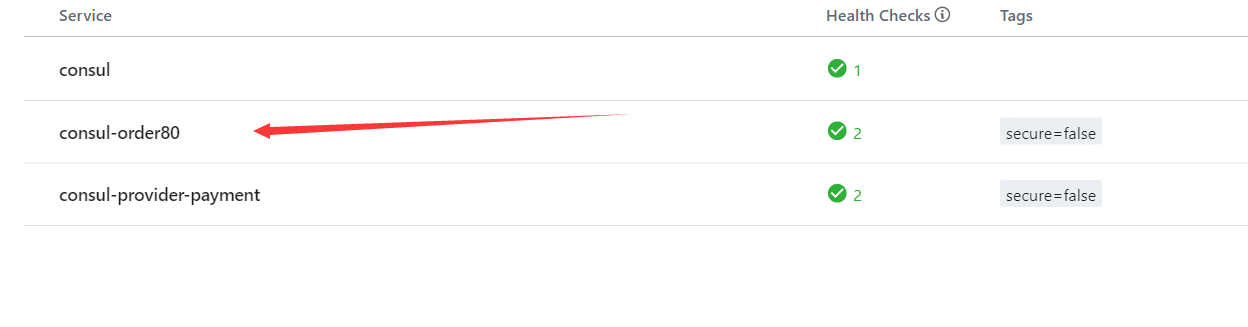 Service Health Checks Tags
consul 1
consul-order80 2 secure=false
consul-provider-payment 2 secure=false